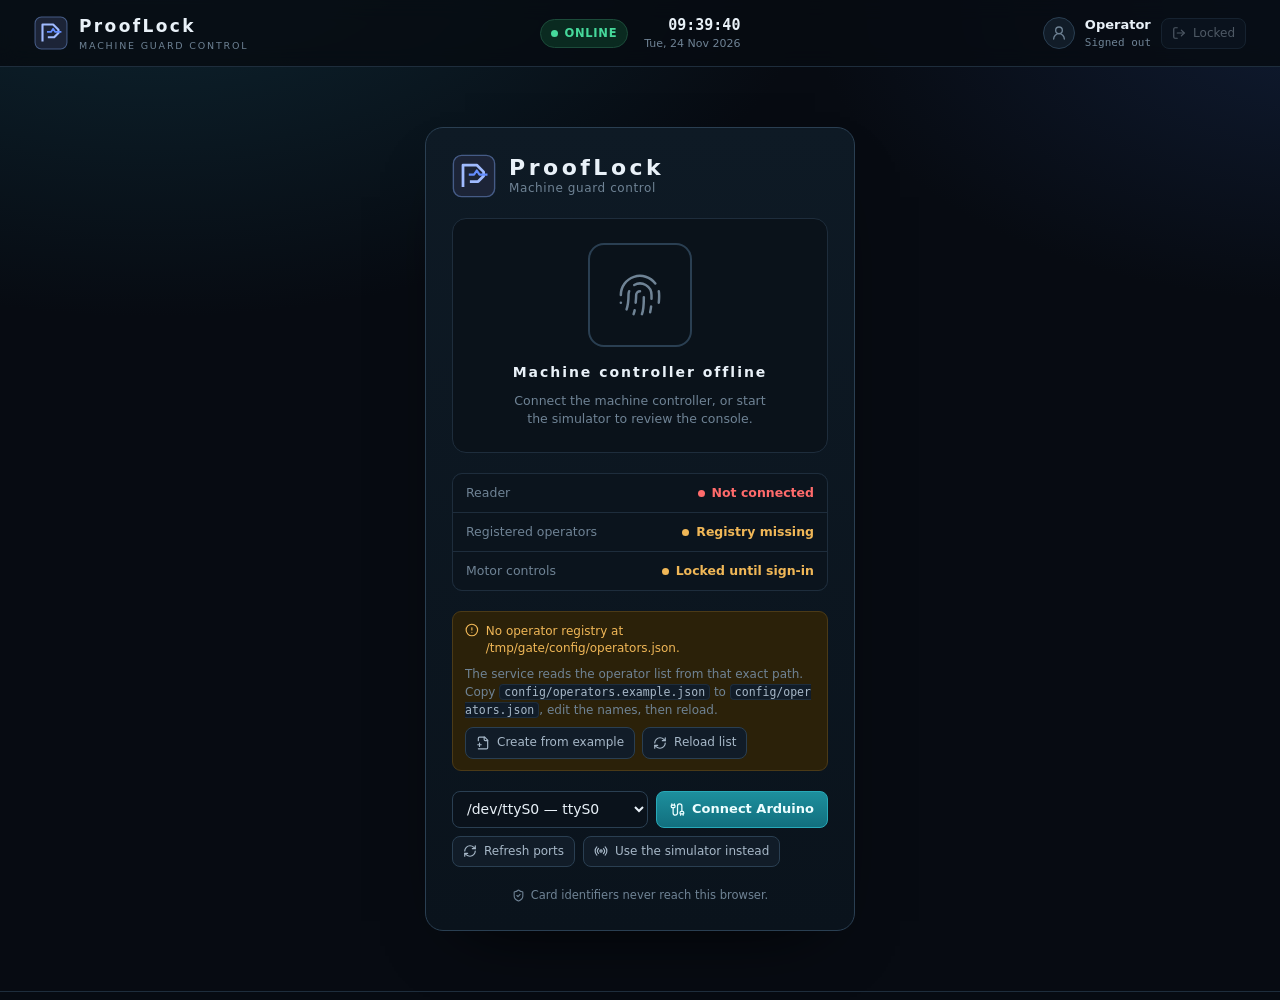 ProofLock
MACHINE GUARD CONTROL
ONLINE
09:39:40
Tue, 24 Nov 2026
Operator
Signed out
Locked
ProofLock
Machine guard control
Machine controller offline
Connect the machine controller, or start
the simulator to review the console.
Reader
Not connected
Registered operators
Registry missing
Motor controls
Locked until sign-in
No operator registry at
/tmp/gate/config/operators.json.
The service reads the operator list from that exact path.
Copy config/operators.example.json to config/oper
ators.json, edit the names, then reload.
Create from example
Reload list
/dev/ttyS0 — ttyS0
Connect Arduino
Refresh ports
Use the simulator instead
Card identifiers never reach this browser.